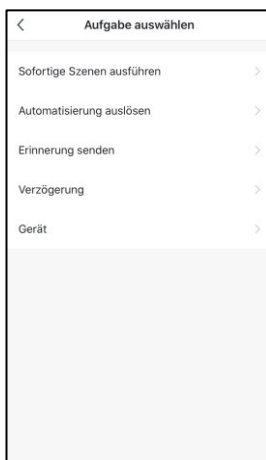 Aufgabe auswählen
Sofortige Szenen ausführen
Automatisierung auslösen
Erinnerung senden
Verzögerung
Gerät